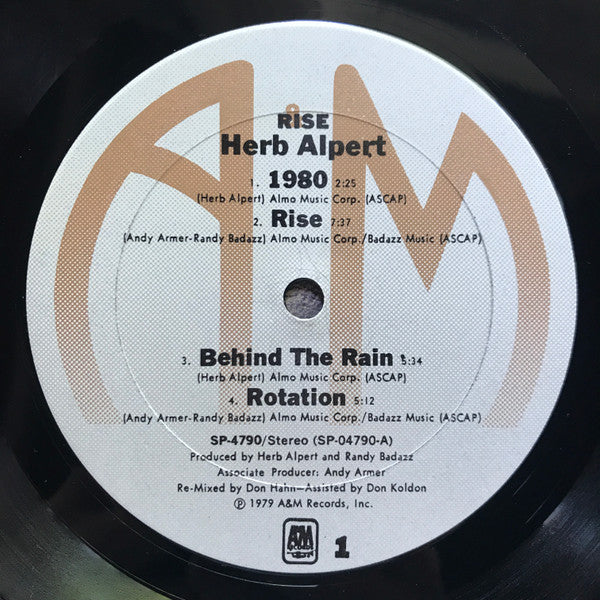 A&M
RISE
Herb Alpert
1. 1980 2:25
(Herb Alpert) Almo Music Corp. (ASCAP)
2. Rise 7:37
(Andy Armer-Randy Badazz) Almo Music Corp./Badazz Music (ASCAP)
3. Behind The Rain 5:34
(Herb Alpert) Almo Music Corp. (ASCAP)
4. Rotation 5:12
(Andy Armer-Randy Badazz) Almo Music Corp./Badazz Music (ASCAP)
SP-4790/Stereo (SP-04790-A)
Produced by Herb Alpert and Randy Badazz
Associate Producer: Andy Armer
Re-Mixed by Don Hahn—Assisted by Don Koldon
℗ 1979 A&M Records, Inc.
A&M
RECORDS
1